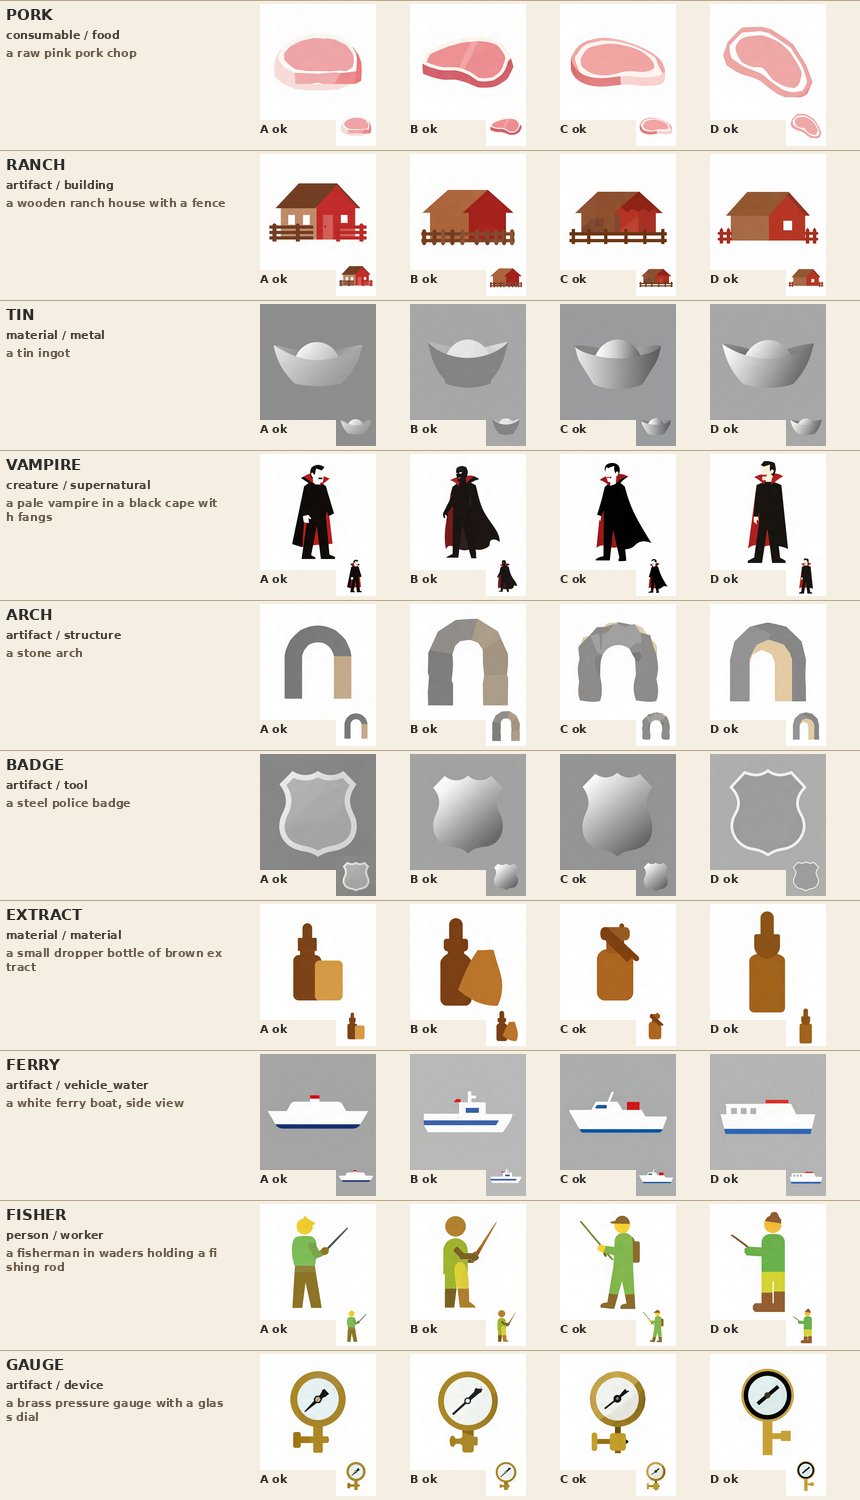 PORK
consumable / food
a raw pink pork chop
A ok
B ok
C ok
D ok
RANCH
artifact / building
a wooden ranch house with a fence
A ok
B ok
C ok
D ok
TIN
material / metal
a tin ingot
A ok
B ok
C ok
D ok
VAMPIRE
creature / supernatural
a pale vampire in a black cape wit
h fangs
A ok
B ok
C ok
D ok
ARCH
artifact / structure
a stone arch
A ok
B ok
C ok
D ok
BADGE
artifact / tool
a steel police badge
A ok
B ok
C ok
D ok
EXTRACT
material / material
a small dropper bottle of brown ex
tract
A ok
B ok
C ok
D ok
FERRY
artifact / vehicle_water
a white ferry boat, side view
A ok
B ok
C ok
D ok
FISHER
person / worker
a fisherman in waders holding a fi
shing rod
A ok
B ok
C ok
D ok
GAUGE
artifact / device
a brass pressure gauge with a glas
s dial
A ok
B ok
C ok
D ok